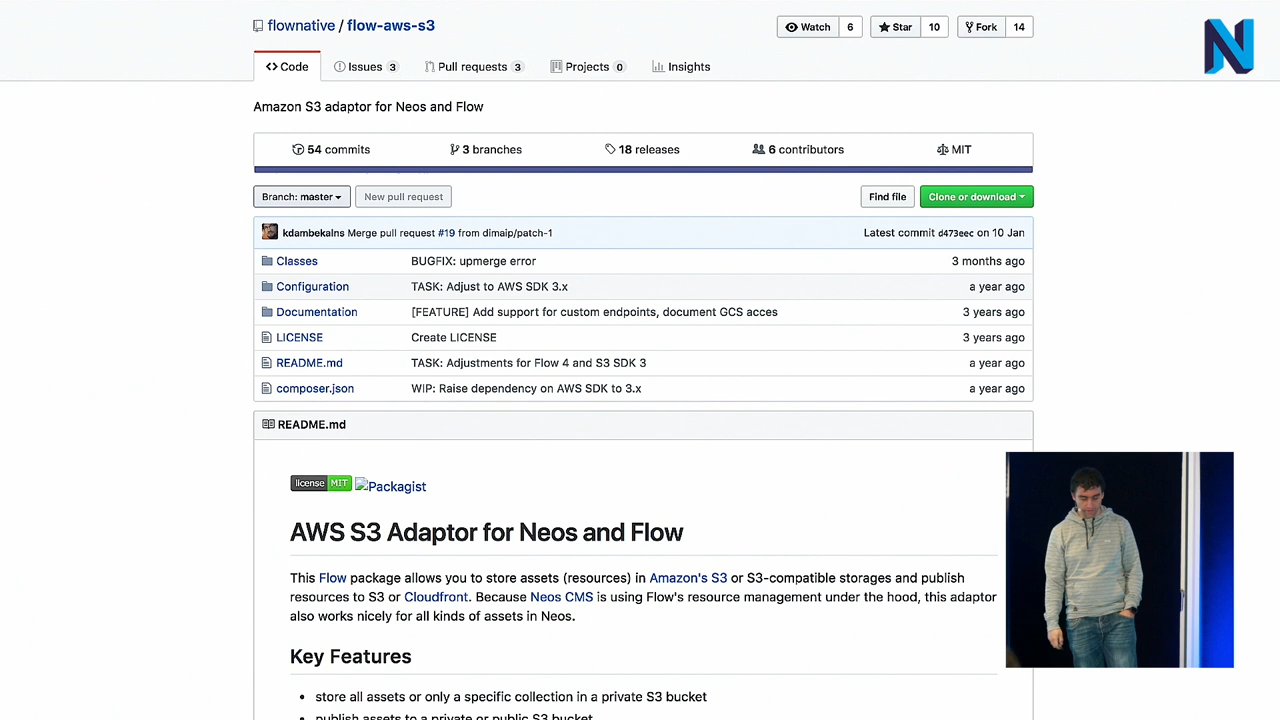 flownative / flow-aws-s3
Watch 6 Star 10 Fork 14
Code Issues 3 Pull requests 3 Projects 0 Insights
Amazon S3 adaptor for Neos and Flow
54 commits 3 branches 18 releases 6 contributors MIT
Branch: master New pull request Find file Clone or download
kdambekalns Merge pull request #19 from dimaip/patch-1 Latest commit d473eec on 10 Jan
Classes BUGFIX: upmerge error 3 months ago
Configuration TASK: Adjust to AWS SDK 3.x a year ago
Documentation [FEATURE] Add support for custom endpoints, document GCS acces 3 years ago
LICENSE Create LICENSE 3 years ago
README.md TASK: Adjustments for Flow 4 and S3 SDK 3 a year ago
composer.json WIP: Raise dependency on AWS SDK to 3.x a year ago
README.md
license MIT Packagist
AWS S3 Adaptor for Neos and Flow
This Flow package allows you to store assets (resources) in Amazon's S3 or S3-compatible storages and publish
resources to S3 or Cloudfront. Because Neos CMS is using Flow's resource management under the hood, this adaptor
also works nicely for all kinds of assets in Neos.
Key Features
• store all assets or only a specific collection in a private S3 bucket
• publish assets to a private or public S3 bucket